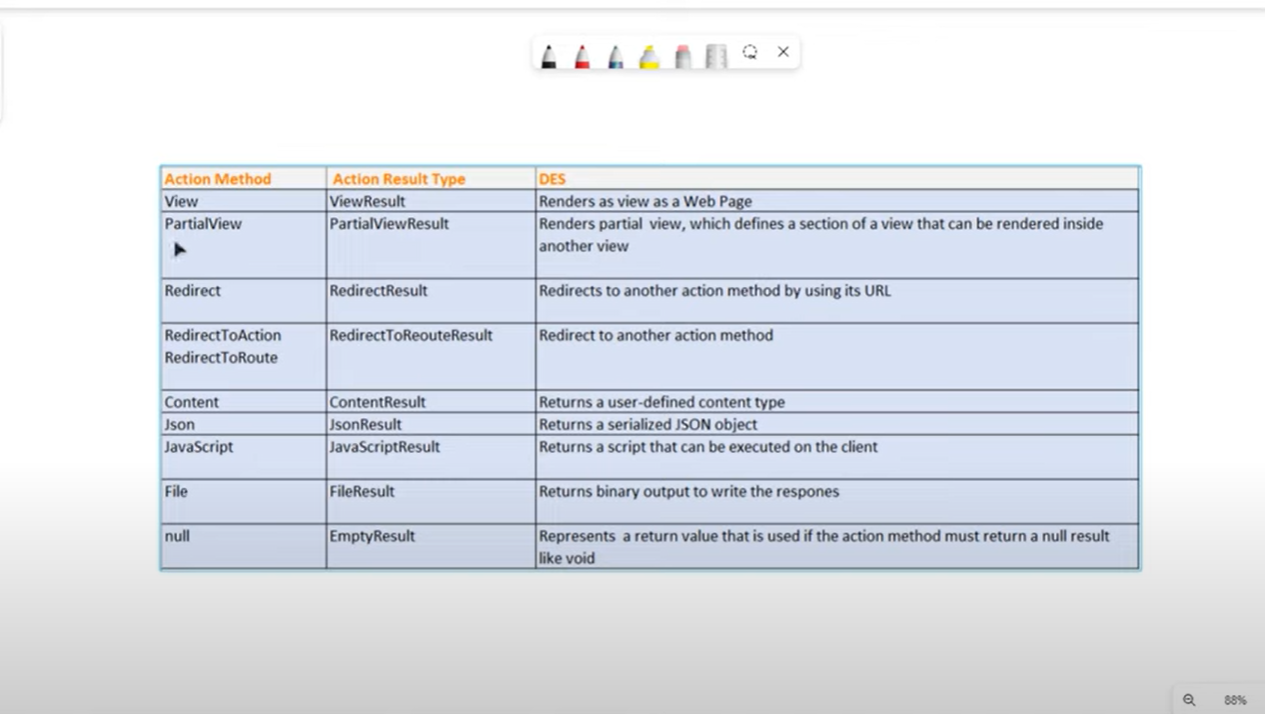 Action Method Action Result Type DES
View ViewResult Renders as view as a Web Page
PartialView PartialViewResult Renders partial view, which defines a section of a view that can be rendered inside
another view
Redirect RedirectResult Redirects to another action method by using its URL
RedirectToAction RedirectToReouteResult Redirect to another action method
RedirectToRoute
Content ContentResult Returns a user-defined content type
Json JsonResult Returns a serialized JSON object
JavaScript JavaScriptResult Returns a script that can be executed on the client
File FileResult Returns binary output to write the respones
null EmptyResult Represents a return value that is used if the action method must return a null result
like void
88%